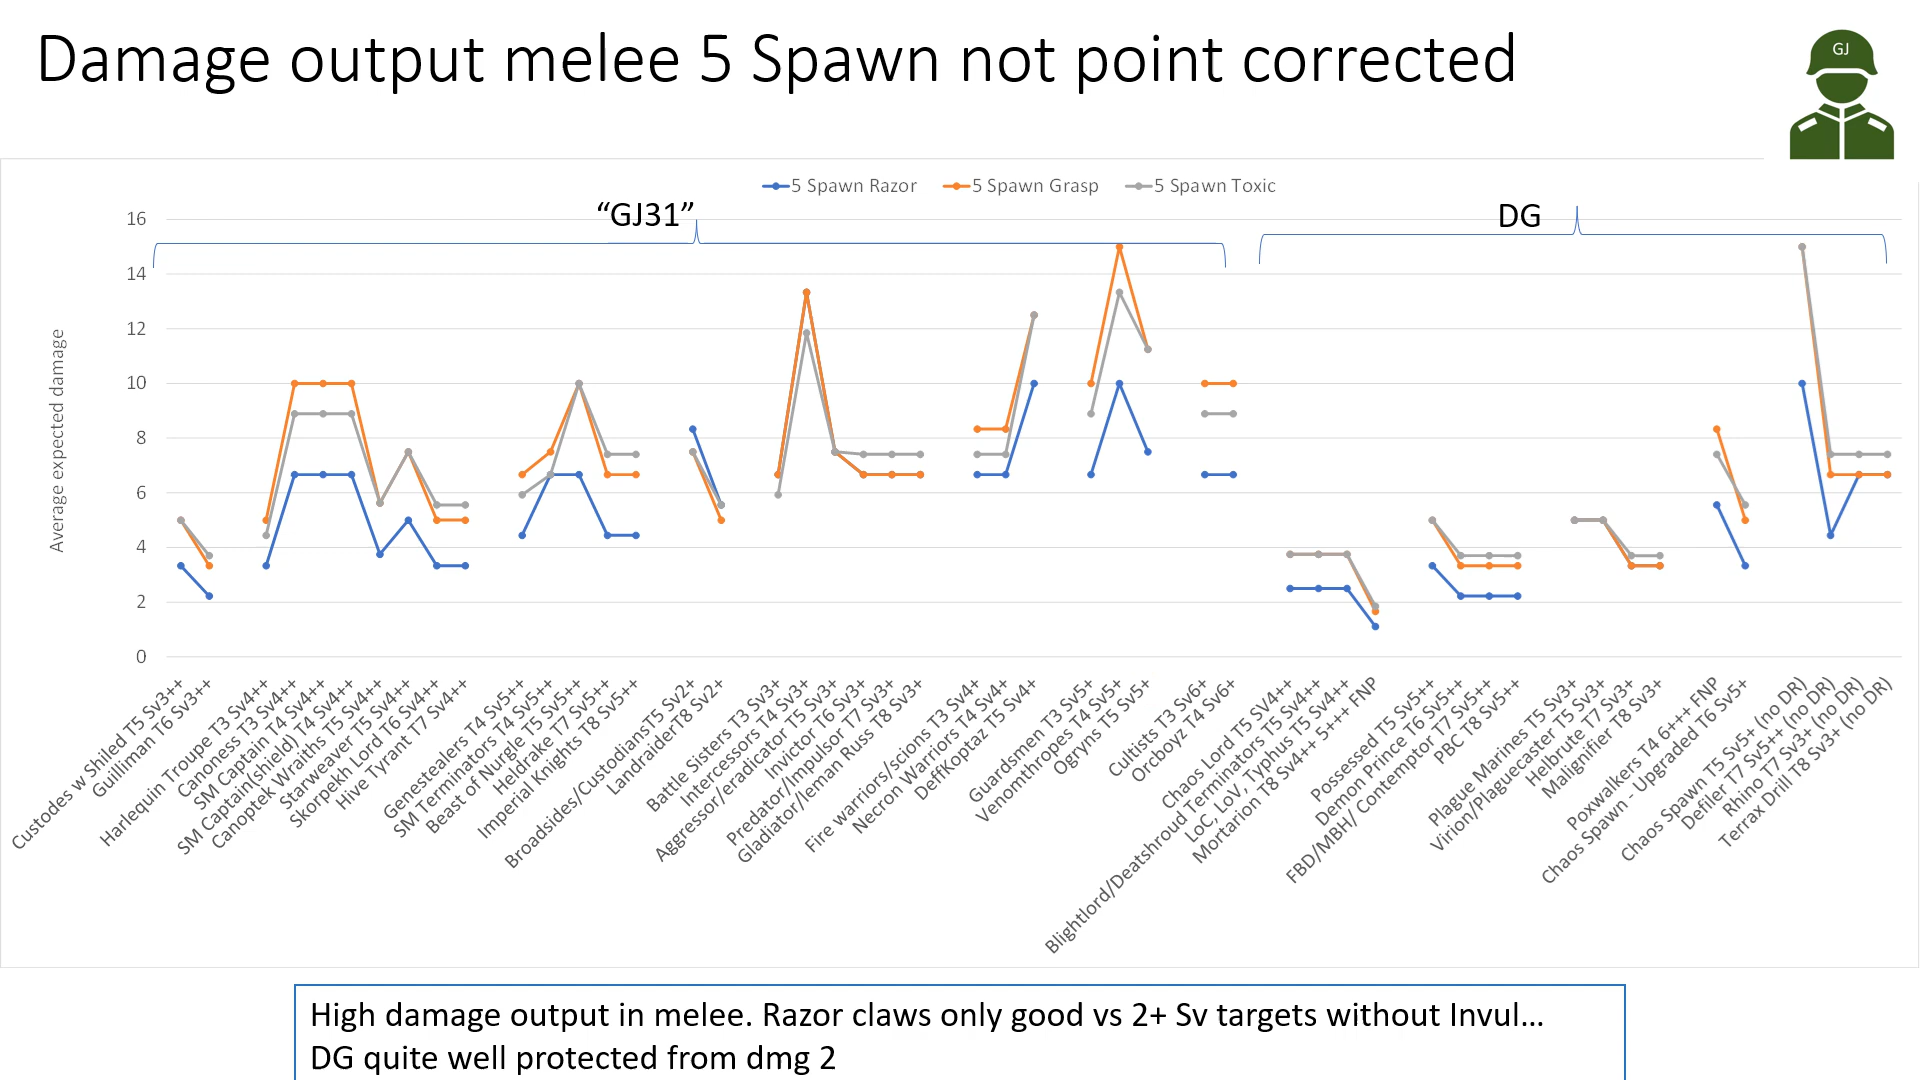 Damage output melee 5 Spawn not point corrected
GJ
5 Spawn Razor
5 Spawn Grasp
5 Spawn Toxic
“GJ31”
DG
16
14
12
10
8
6
4
2
0
Average expected damage
Custodes w Shilled T5 Sv3++
Guilliman T6 Sv3++
Harlequin Troupe T3 Sv4++
Canoness T3 Sv4++
SM Captain T4 Sv4++
SM Captain(shield) T4 Sv4++
Canoptek Wraiths T5 Sv4++
Starweaver T5 Sv4++
Skorpekh Lord T6 Sv4++
Hive Tyrant T7 Sv4++
Genestealers T4 Sv5++
SM Terminators T4 Sv5++
Beast of Nurgle T5 Sv5++
Heldrake T7 Sv5++
Imperial Knights T8 Sv5++
Broadsides/CustodiansT5 Sv2+
LandraiderT8 Sv2+
Battle Sisters T3 Sv3+
Intercessors T4 Sv3+
Aggressor/eradicator T5 Sv3+
Invictor T6 Sv3+
Predator/Impulsor T7 Sv3+
Gladiator/leman Russ T8 Sv3+
Fire warriors/scions T3 Sv4+
Necron Warriors T4 Sv4+
DeffKoptaz T5 Sv4+
Guardsmen T3 Sv5+
Venomthropes T4 Sv5+
Ogryns T5 Sv5+
Cultists T3 Sv6+
Orcboyz T4 Sv6+
Chaos Lord T5 Sv4++
Blightlord/Deatshroud Terminators T5 Sv4++
LoC, LoV, Typhus T5 Sv4++
Mortarion T8 Sv4++ 5+++ FNP
Possessed T5 Sv5++
Demon Prince T6 Sv5++
FBD/MBH/ Contemptor T7 Sv5++
PBC T8 Sv5++
Plague Marines T5 Sv3+
Virion/Plaguecaster T5 Sv3+
Helbrute T7 Sv3+
Malignifier T8 Sv3+
Poxwalkers T4 6+++ FNP
Chaos Spawn - Upgraded T6 Sv5+
Chaos Spawn T5 Sv5+ (no DR)
Defiler T7 Sv5++ (no DR)
Rhino T7 Sv3+ (no DR)
Terrax Drill T8 Sv3+ (no DR)
High damage output in melee. Razor claws only good vs 2+ Sv targets without Invul…
DG quite well protected from dmg 2